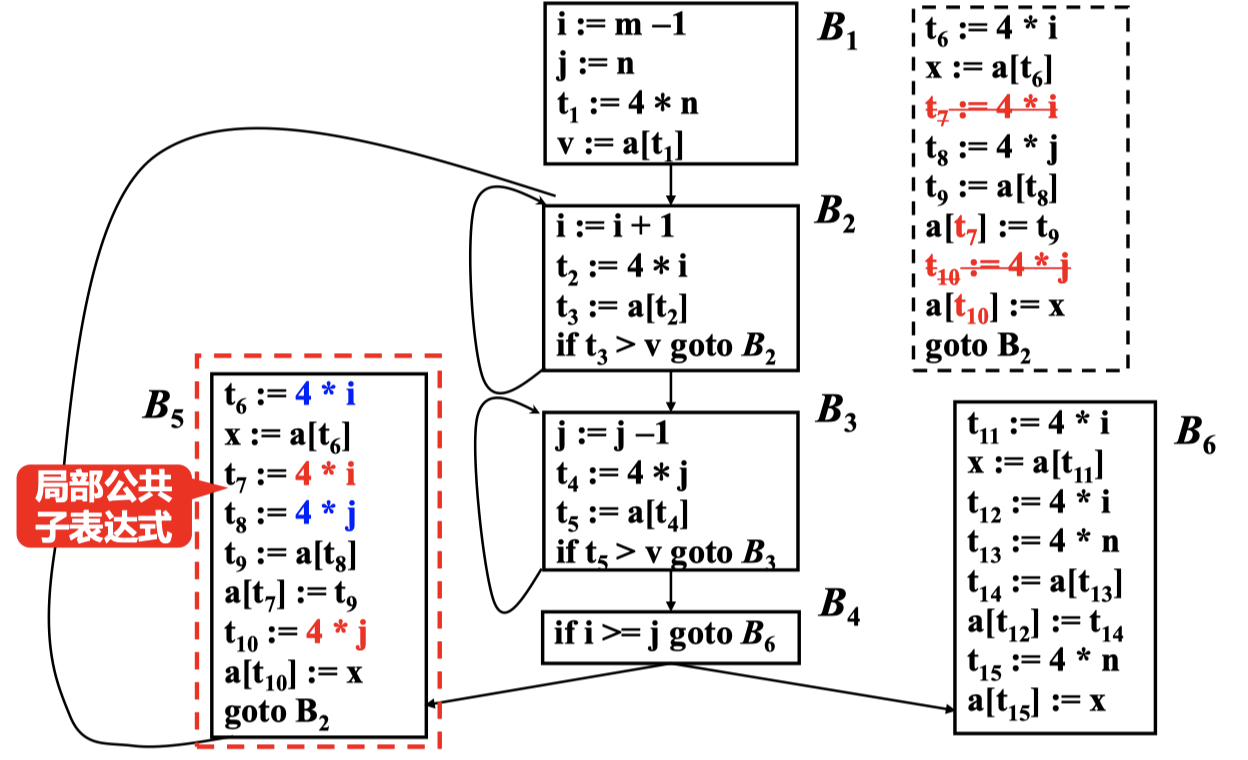 i := m –1
j := n
t₁ := 4 * n
v := a[t₁]
B₁
i := i + 1
t₂ := 4 * i
t₃ := a[t₂]
if t₃ > v goto B₂
B₂
j := j –1
t₄ := 4 * j
t₅ := a[t₄]
if t₅ > v goto B₃
B₃
if i >= j goto B₆
B₄
B₅
t₆ := 4 * i
x := a[t₆]
t₇ := 4 * i
t₈ := 4 * j
t₉ := a[t₈]
a[t₇] := t₉
t₁₀ := 4 * j
a[t₁₀] := x
goto B₂
局部公共
子表达式
t₆ := 4 * i
x := a[t₆]
t₇ := 4 * i
t₈ := 4 * j
t₉ := a[t₈]
a[t₇] := t₉
t₁₀ := 4 * j
a[t₁₀] := x
goto B₂
t₁₁ := 4 * i
x := a[t₁₁]
t₁₂ := 4 * i
t₁₃ := 4 * n
t₁₄ := a[t₁₃]
a[t₁₂] := t₁₄
t₁₅ := 4 * n
a[t₁₅] := x
B₆